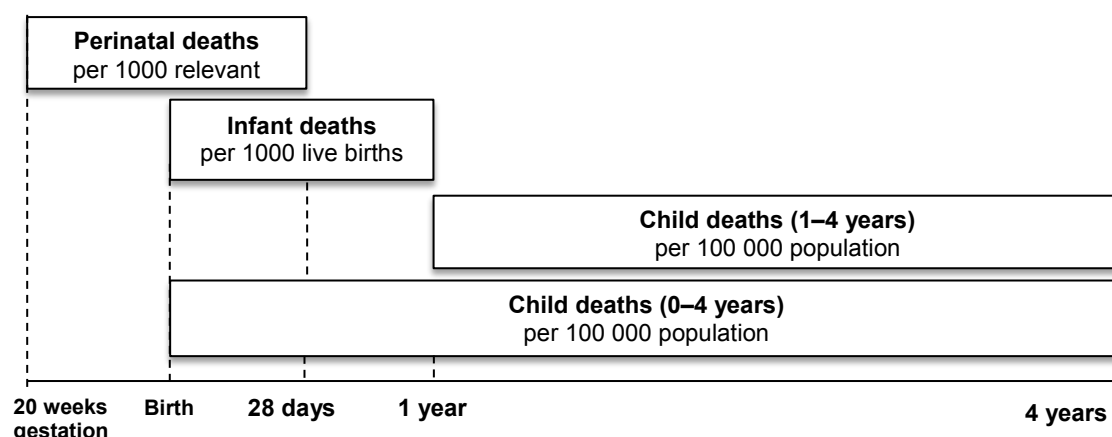 Perinatal deaths
per 1000 relevant
Infant deaths
per 1000 live births
Child deaths (1–4 years)
per 100 000 population
Child deaths (0–4 years)
per 100 000 population
20 weeks
gestation
Birth
28 days
1 year
4 years